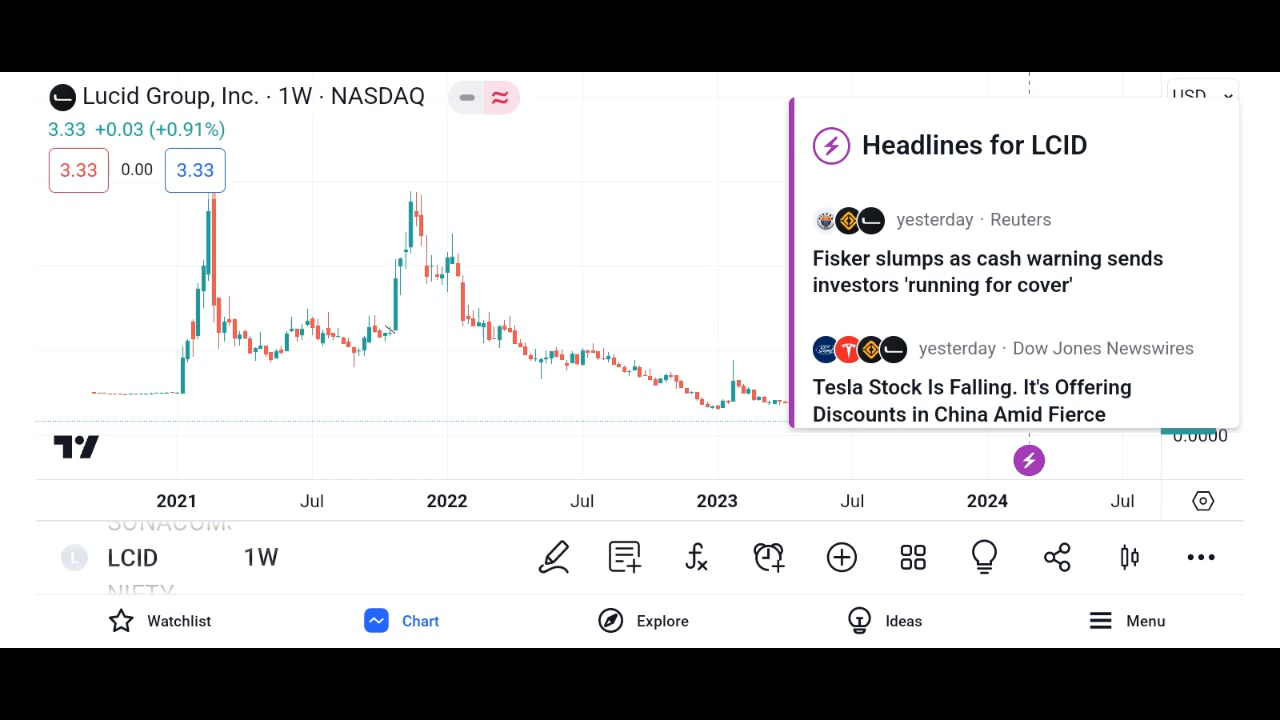 Lucid Group, Inc. · 1W · NASDAQ
USD
3.33 +0.03 (+0.91%)
3.33 0.00 3.33
Headlines for LCID
yesterday · Reuters
Fisker slumps as cash warning sends
investors 'running for cover'
yesterday · Dow Jones Newswires
Tesla Stock Is Falling. It's Offering
Discounts in China Amid Fierce
0.0000
2021 Jul 2022 Jul 2023 Jul 2024 Jul
L LCID 1W
NIFTY
Watchlist Chart Explore Ideas Menu